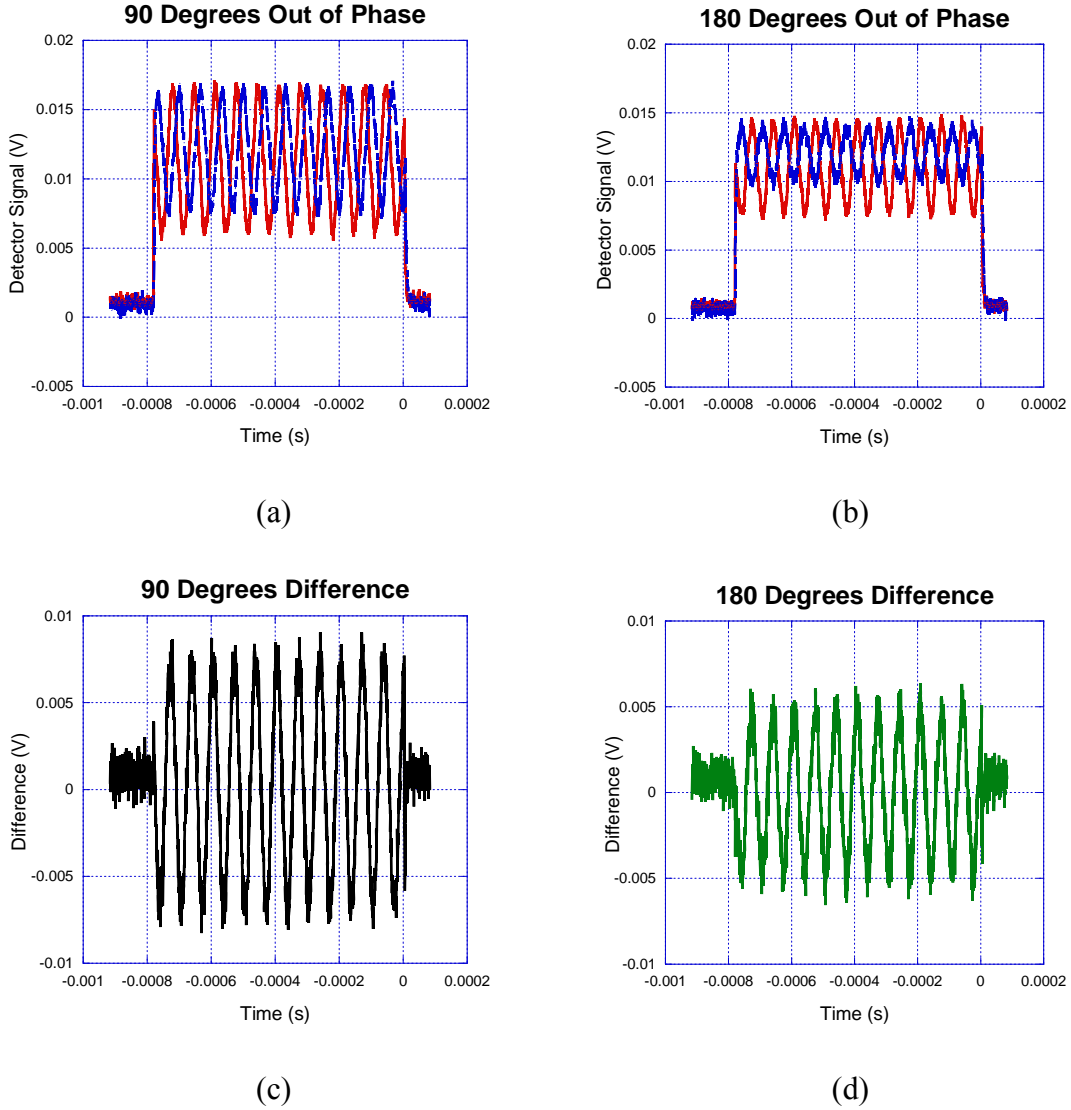 90 Degrees Out of Phase
0.02
0.015
0.01
0.005
0
-0.005
Detector Signal (V)
-0.001 -0.0008 -0.0006 -0.0004 -0.0002 0 0.0002
Time (s)
(a)
180 Degrees Out of Phase
0.02
0.015
0.01
0.005
0
-0.005
Detector Signal (V)
-0.001 -0.0008 -0.0006 -0.0004 -0.0002 0 0.0002
Time (s)
(b)
90 Degrees Difference
0.01
0.005
0
-0.005
-0.01
Difference (V)
-0.001 -0.0008 -0.0006 -0.0004 -0.0002 0 0.0002
Time (s)
(c)
180 Degrees Difference
0.01
0.005
0
-0.005
-0.01
Difference (V)
-0.001 -0.0008 -0.0006 -0.0004 -0.0002 0 0.0002
Time (s)
(d)